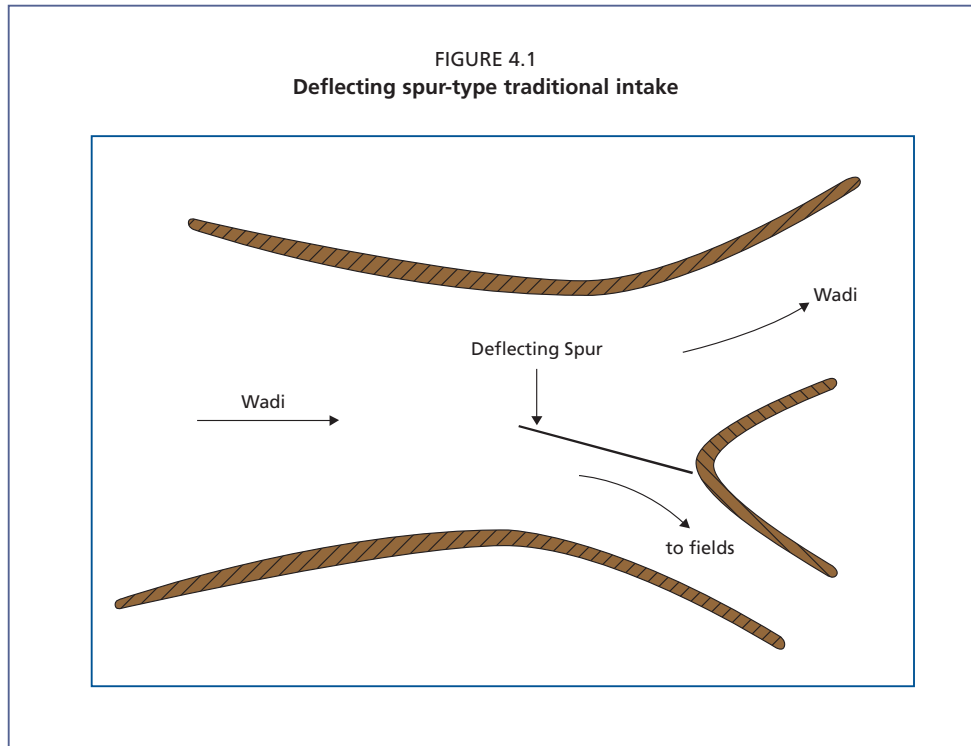 FIGURE 4.1
Deflecting spur-type traditional intake
Wadi
Deflecting Spur
Wadi
to fields